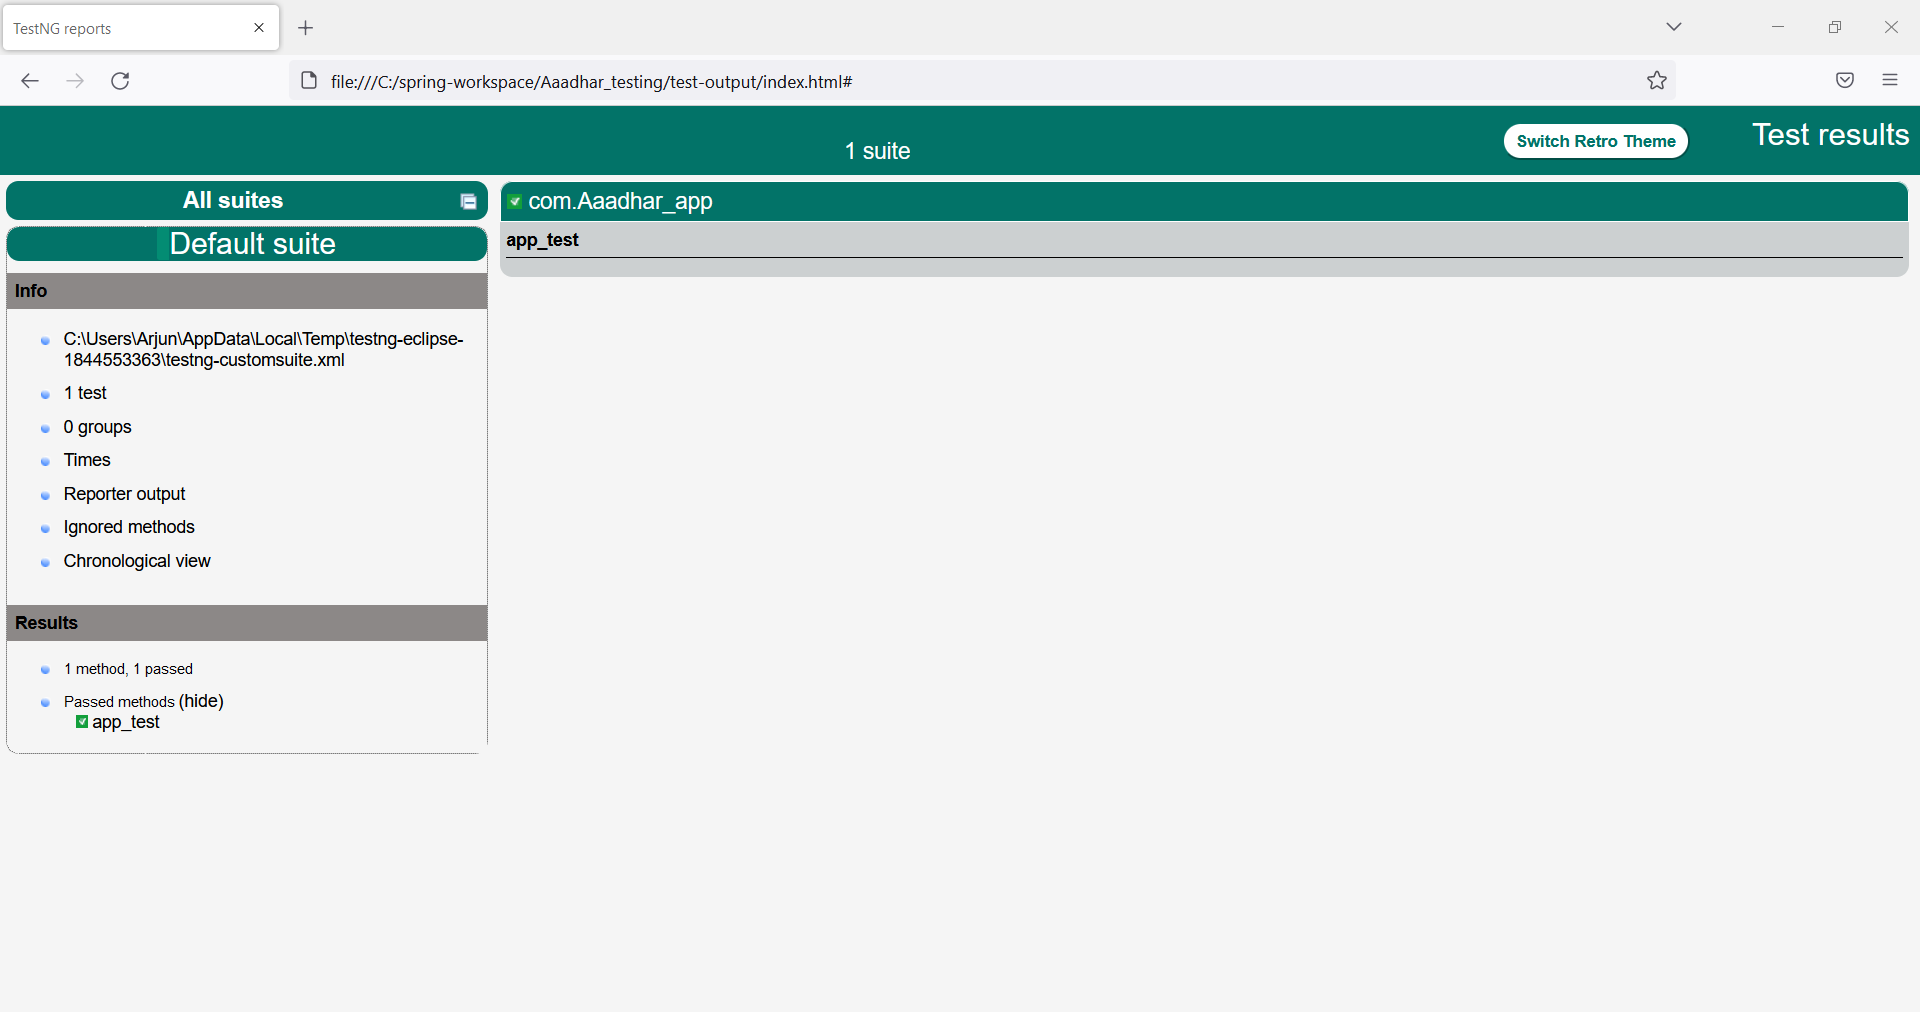 TestNG reports
file:///C:/spring-workspace/Aaadhar_testing/test-output/index.html#
1 suite
Switch Retro Theme
Test results
All suites
Default suite
Info
C:\Users\Arjun\AppData\Local\Temp\testng-eclipse-
1844553363\testng-customsuite.xml
1 test
0 groups
Times
Reporter output
Ignored methods
Chronological view
Results
1 method, 1 passed
Passed methods (hide)
app_test
com.Aaadhar_app
app_test